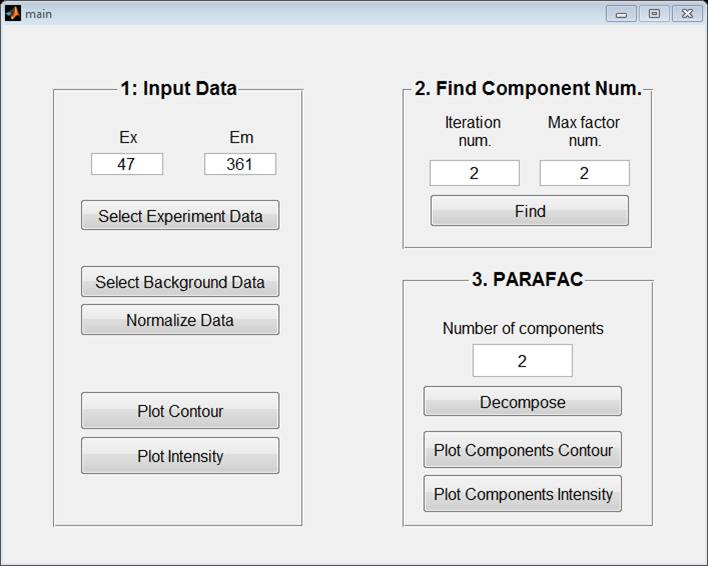 main
1: Input Data
Ex
Em
47
361
Select Experiment Data
Select Background Data
Normalize Data
Plot Contour
Plot Intensity
2. Find Component Num.
Iteration
num.
Max factor
num.
2
2
Find
3. PARAFAC
Number of components
2
Decompose
Plot Components Contour
Plot Components Intensity